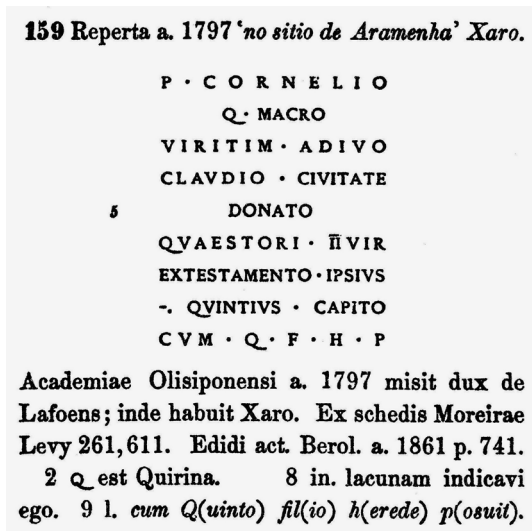 159 Reperta a. 1797 'no sitio de Aramenha' Xaro.
P · CORNELIO
Q · MACRO
VIRITIM · ADIVO
CLAVDIO · CIVITATE
5 DONATO
QVAESTORI · I̅I̅VIR
EXTESTAMENTO · IPSIVS
-. QVINTIVS · CAPITO
CVM · Q · F · H · P
Academiae Olisiponensi a. 1797 misit dux de
Lafoens; inde habuit Xaro. Ex schedis Moreirae
Levy 261,611. Edidi act. Berol. a. 1861 p. 741.
2 Q est Quirina. 8 in. lacunam indicavi
ego. 9 l. cum Q(uinto) fil(io) h(erede) p(osuit).